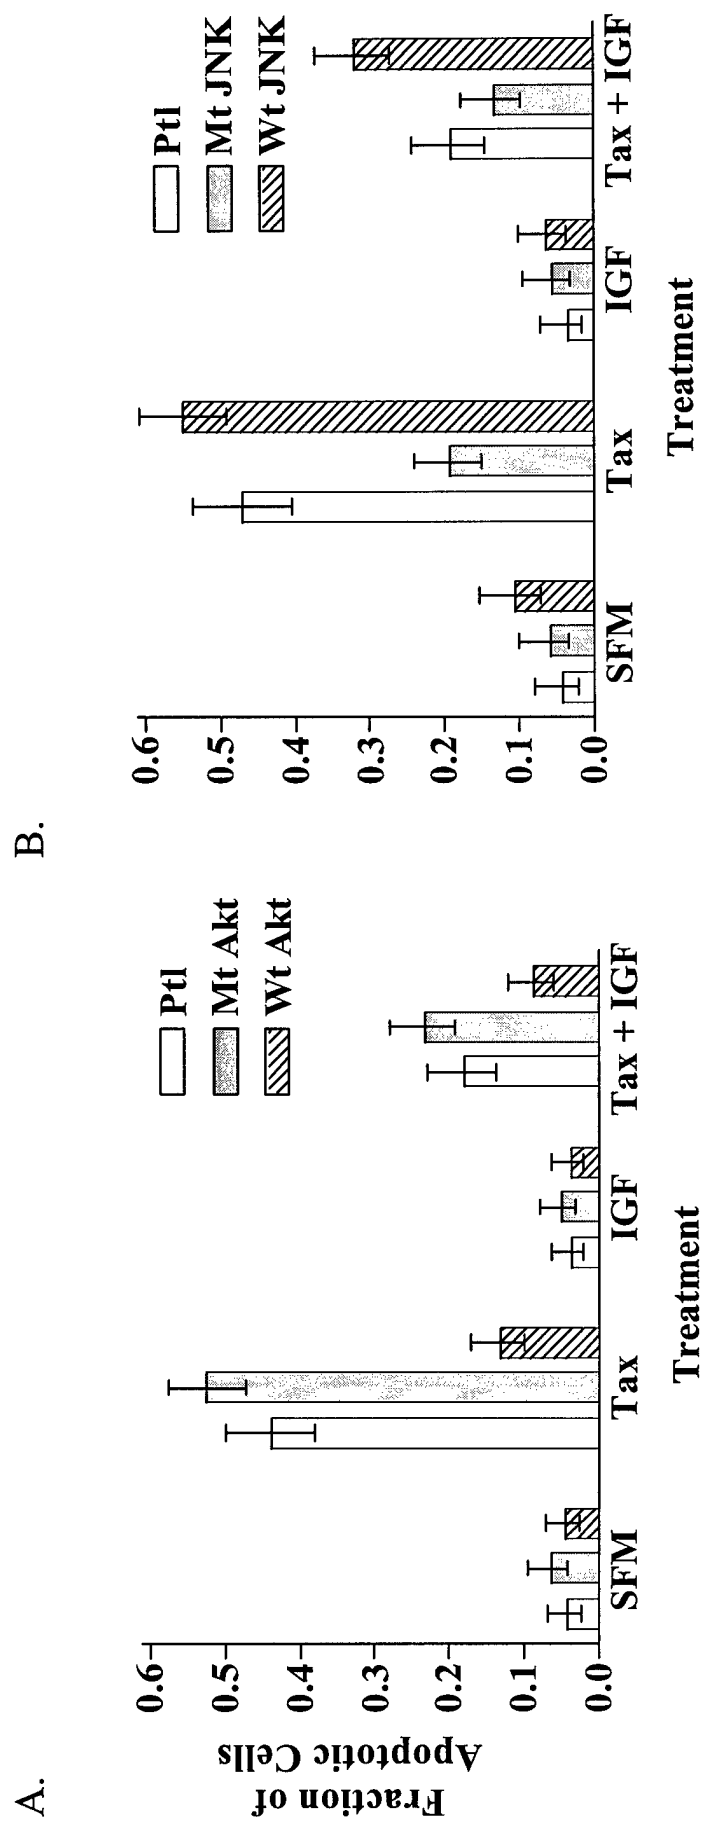 A.
Fraction of
Apoptotic Cells
0.6
0.5
0.4
0.3
0.2
0.1
0.0
Ptl
Mt Akt
Wt Akt
SFM Tax IGF Tax + IGF
Treatment
B.
0.6
0.5
0.4
0.3
0.2
0.1
0.0
Ptl
Mt JNK
Wt JNK
SFM Tax IGF Tax + IGF
Treatment